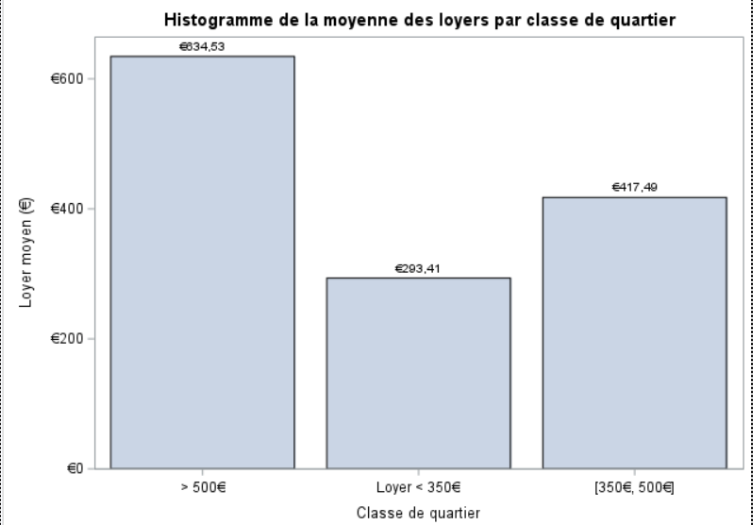 Histogramme de la moyenne des loyers par classe de quartier
€634,53
€600
€417,49
€400
€293,41
€200
€0
Loyer moyen (€)
> 500€
Loyer < 350€
[350€, 500€]
Classe de quartier